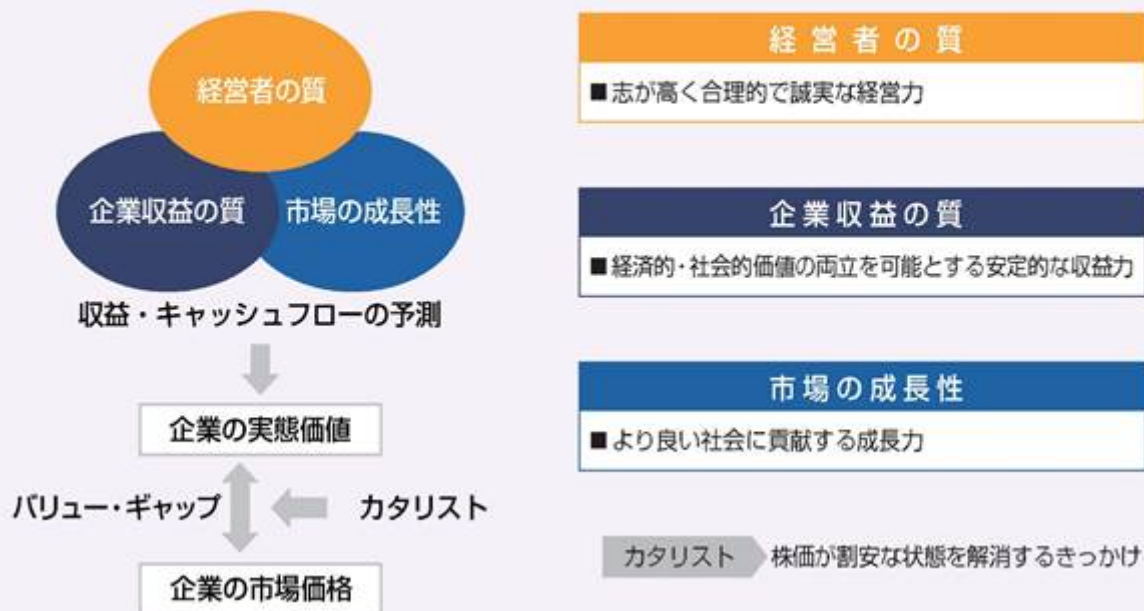 経営者の質
企業収益の質
市場の成長性
収益・キャッシュフローの予測
企業の実態価値
バリュー・ギャップ
カタリスト
企業の市場価格
経営者の質
■志が高く合理的で誠実な経営力
企業収益の質
■経済的・社会的価値の両立を可能とする安定的な収益力
市場の成長性
■より良い社会に貢献する成長力
カタリスト 株価が割安な状態を解消するきっかけ